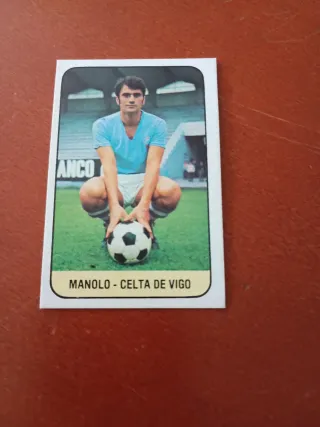 ANCO
MANOLO - CELTA DE VIGO